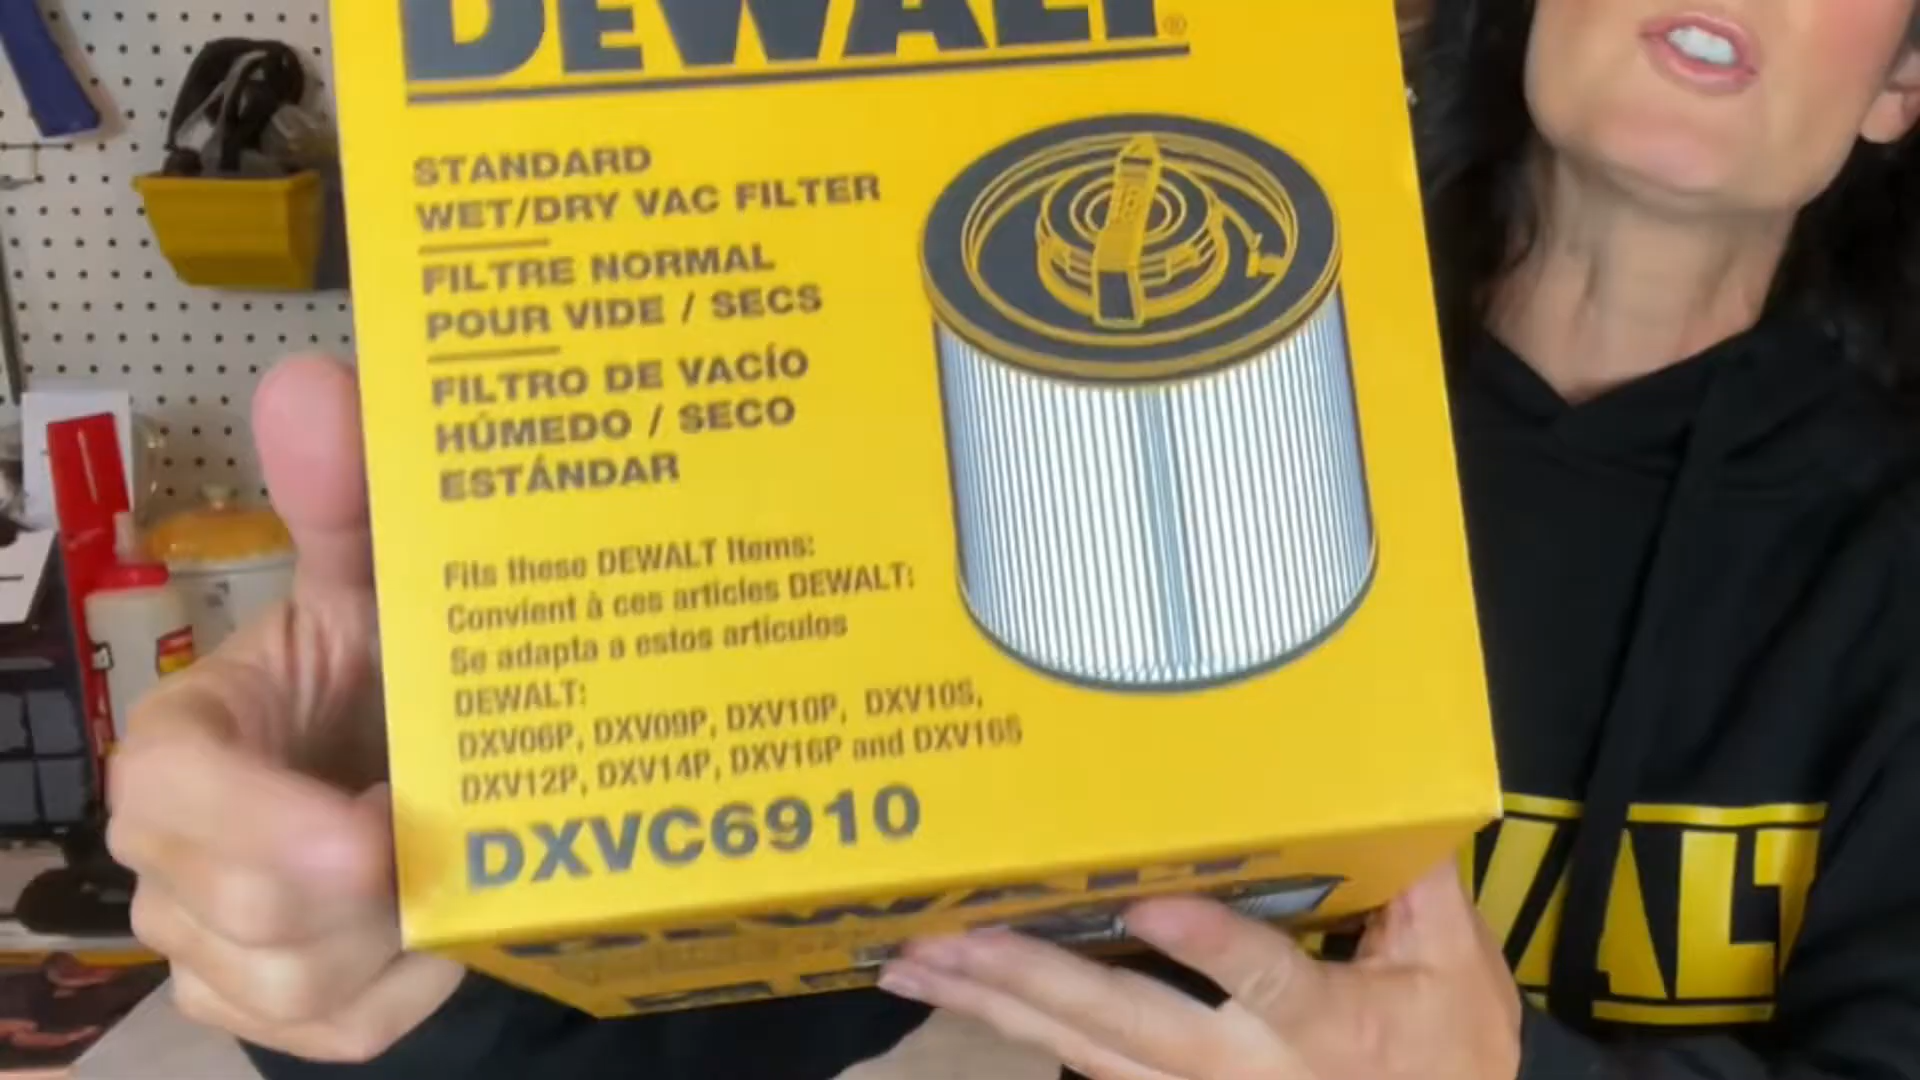 DEWALT®
STANDARD
WET/DRY VAC FILTER
FILTRE NORMAL
POUR VIDE / SECS
FILTRO DE VACÍO
HÚMEDO / SECO
ESTÁNDAR
Fits these DEWALT Items:
Convient à ces articles DEWALT:
Se adapta a estos artículos
DEWALT:
DXV06P, DXV09P, DXV10P, DXV10S,
DXV12P, DXV14P, DXV16P and DXV16S
DXVC6910
DEWALT
WALT